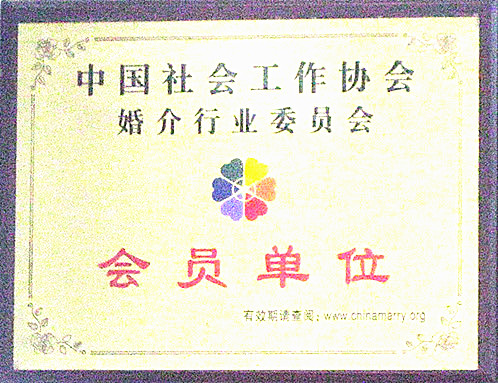 中国社会工作协会
婚介行业委员会
会员单位
有效期请查阅：www.chinamarry.org